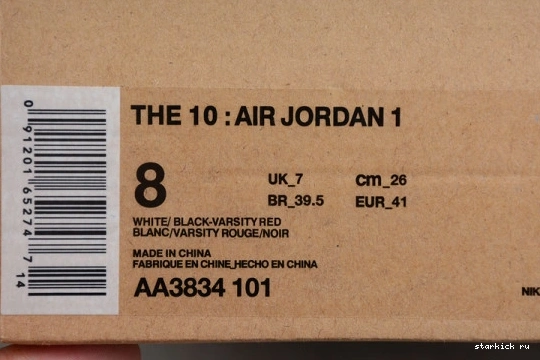 THE 10 : AIR JORDAN 1
8
UK_7 cm_26
BR_39.5 EUR_41
WHITE/ BLACK-VARSITY RED
BLANC/VARSITY ROUGE/NOIR
MADE IN CHINA
FABRIQUE EN CHINE_HECHO EN CHINA
AA3834 101
NIK
0 91201 65274 7 14
starkick ru